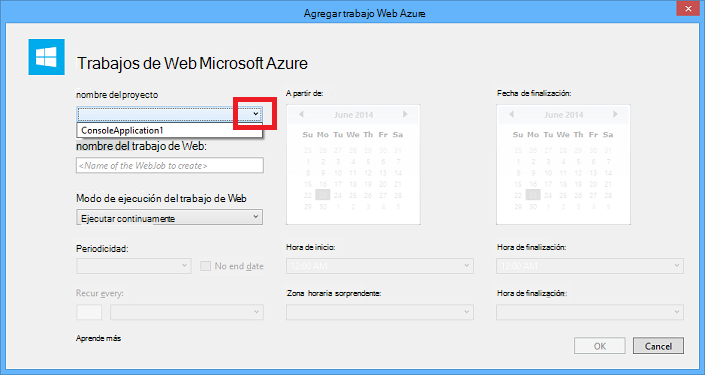 Agregar trabajo Web Azure
Trabajos de Web Microsoft Azure
nombre del proyecto
ConsoleApplication1
nombre del trabajo de Web:
<Name of the WebJob to create>
Modo de ejecución del trabajo de Web
Ejecutar continuamente
Periodicidad:
No end date
Recur every:
Aprende más
A partir de:
June 2014
Su Mo Tu We Th Fr Sa
25 26 27 28 29 30 31
1 2 3 4 5 6 7
8 9 10 11 12 13 14
15 16 17 18 19 20 21
22 23 24 25 26 27 28
29 30 1 2 3 4 5
Hora de inicio:
12:00 AM
Zona horaria sorprendente:
Fecha de finalización:
June 2014
Su Mo Tu We Th Fr Sa
25 26 27 28 29 30 31
1 2 3 4 5 6 7
8 9 10 11 12 13 14
15 16 17 18 19 20 21
22 23 24 25 26 27 28
29 30 1 2 3 4 5
Hora de finalización:
12:00 AM
Hora de finalización:
OK
Cancel